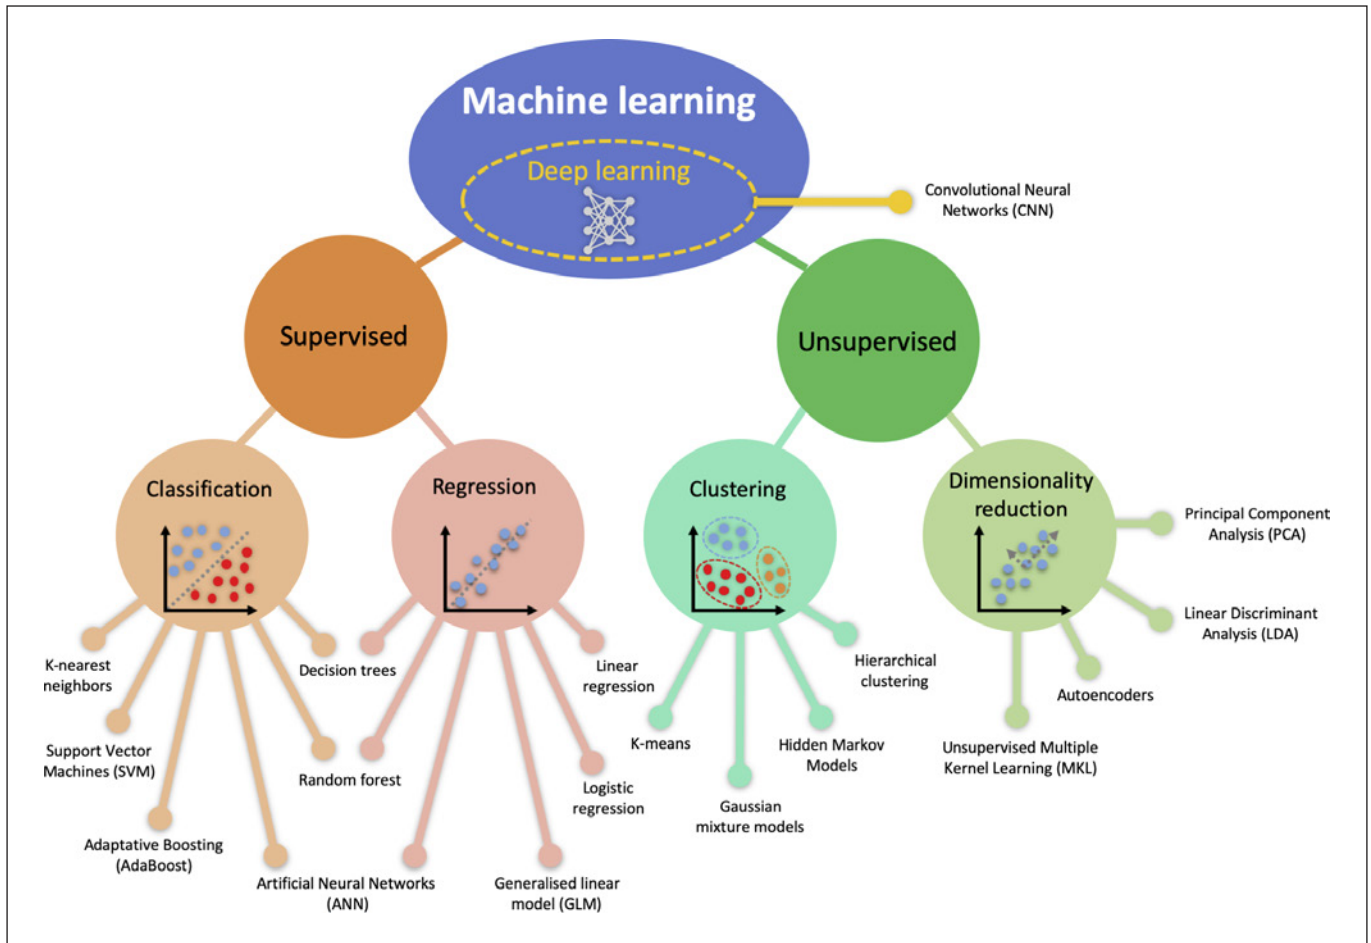 Machine learning
Deep learning
Convolutional Neural
Networks (CNN)
Supervised
Unsupervised
Classification
Regression
Clustering
Dimensionality
reduction
Principal Component
Analysis (PCA)
Linear Discriminant
Analysis (LDA)
Autoencoders
Unsupervised Multiple
Kernel Learning (MKL)
K-nearest
neighbors
Support Vector
Machines (SVM)
Adaptative Boosting
(AdaBoost)
Artificial Neural Networks
(ANN)
Decision trees
Random forest
Linear
regression
Logistic
regression
Generalised linear
model (GLM)
K-means
Gaussian
mixture models
Hidden Markov
Models
Hierarchical
clustering